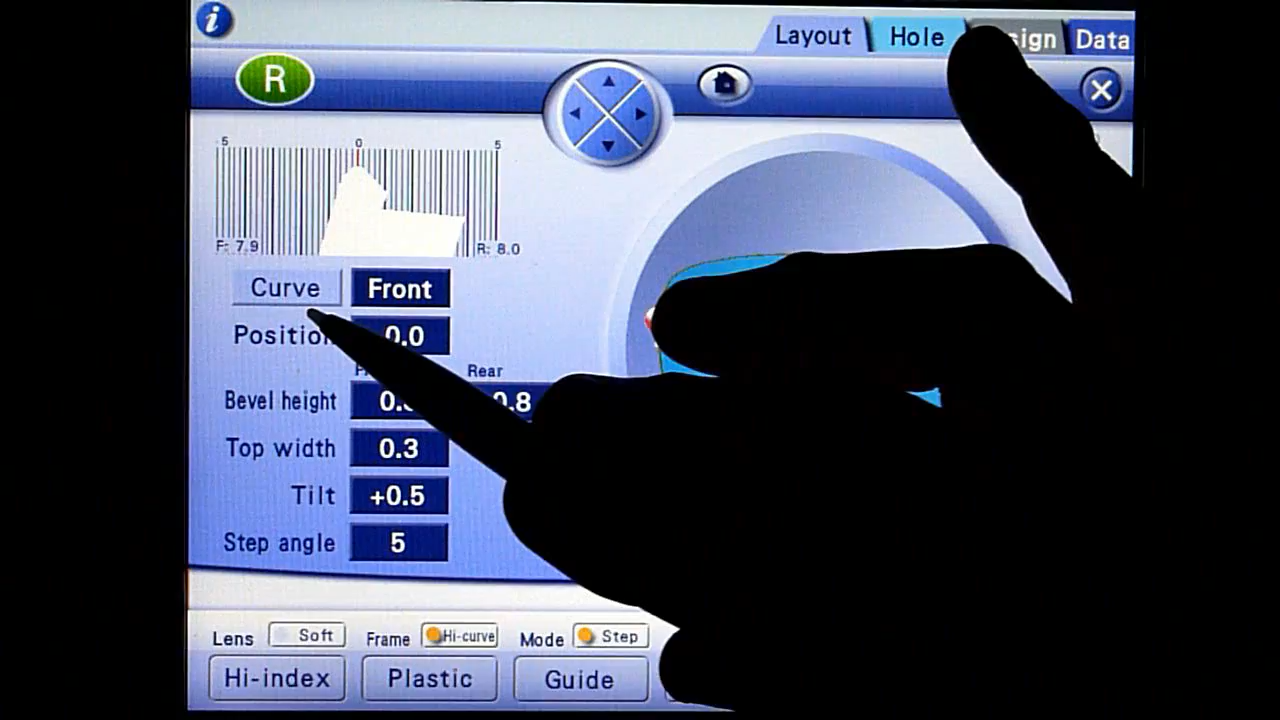 i
Layout Hole sign Data
R
5 0 5
F: 7.9 R: 8.0
Curve Front
Position 0.0
Rear
Bevel height 0.8
Top width 0.3
Tilt +0.5
Step angle 5
Lens Soft Frame Hi-curve Mode Step
Hi-index Plastic Guide